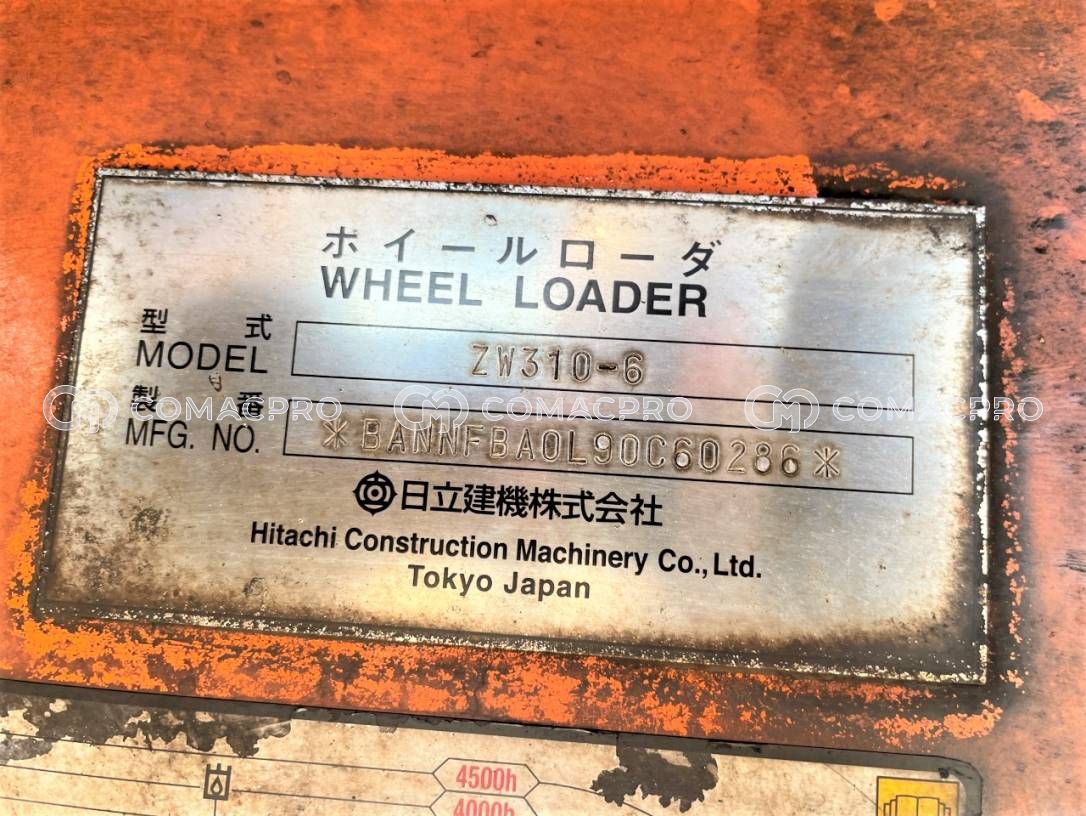 ホイールローダ
WHEEL LOADER
型式
MODEL ZW310-6
製番
MFG. NO. *BANNFBA0L90C60286*
日立建機株式会社
Hitachi Construction Machinery Co., Ltd.
Tokyo Japan
COMACPRO COMACPRO COMACPRO
4500h
4000h